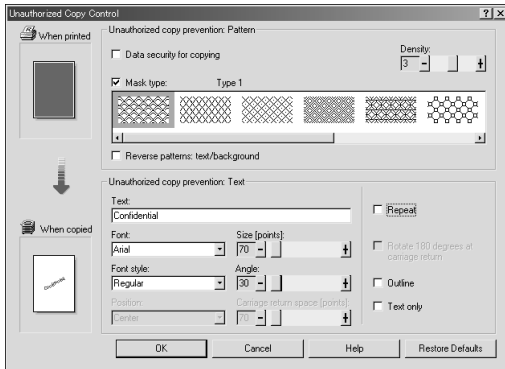 Unauthorized Copy Control
When printed
Unauthorized copy prevention: Pattern
Data security for copying
Density:
3
Mask type:
Type 1
Reverse patterns: text/background
Unauthorized copy prevention: Text
Text:
Confidential
When copied
Font:
Size [points]:
Arial
70
Font style:
Angle:
Regular
30
Position:
Carriage return space [points]:
Center
70
Repeat
Rotate 180 degrees at
carriage return
Outline
Text only
OK
Cancel
Help
Restore Defaults